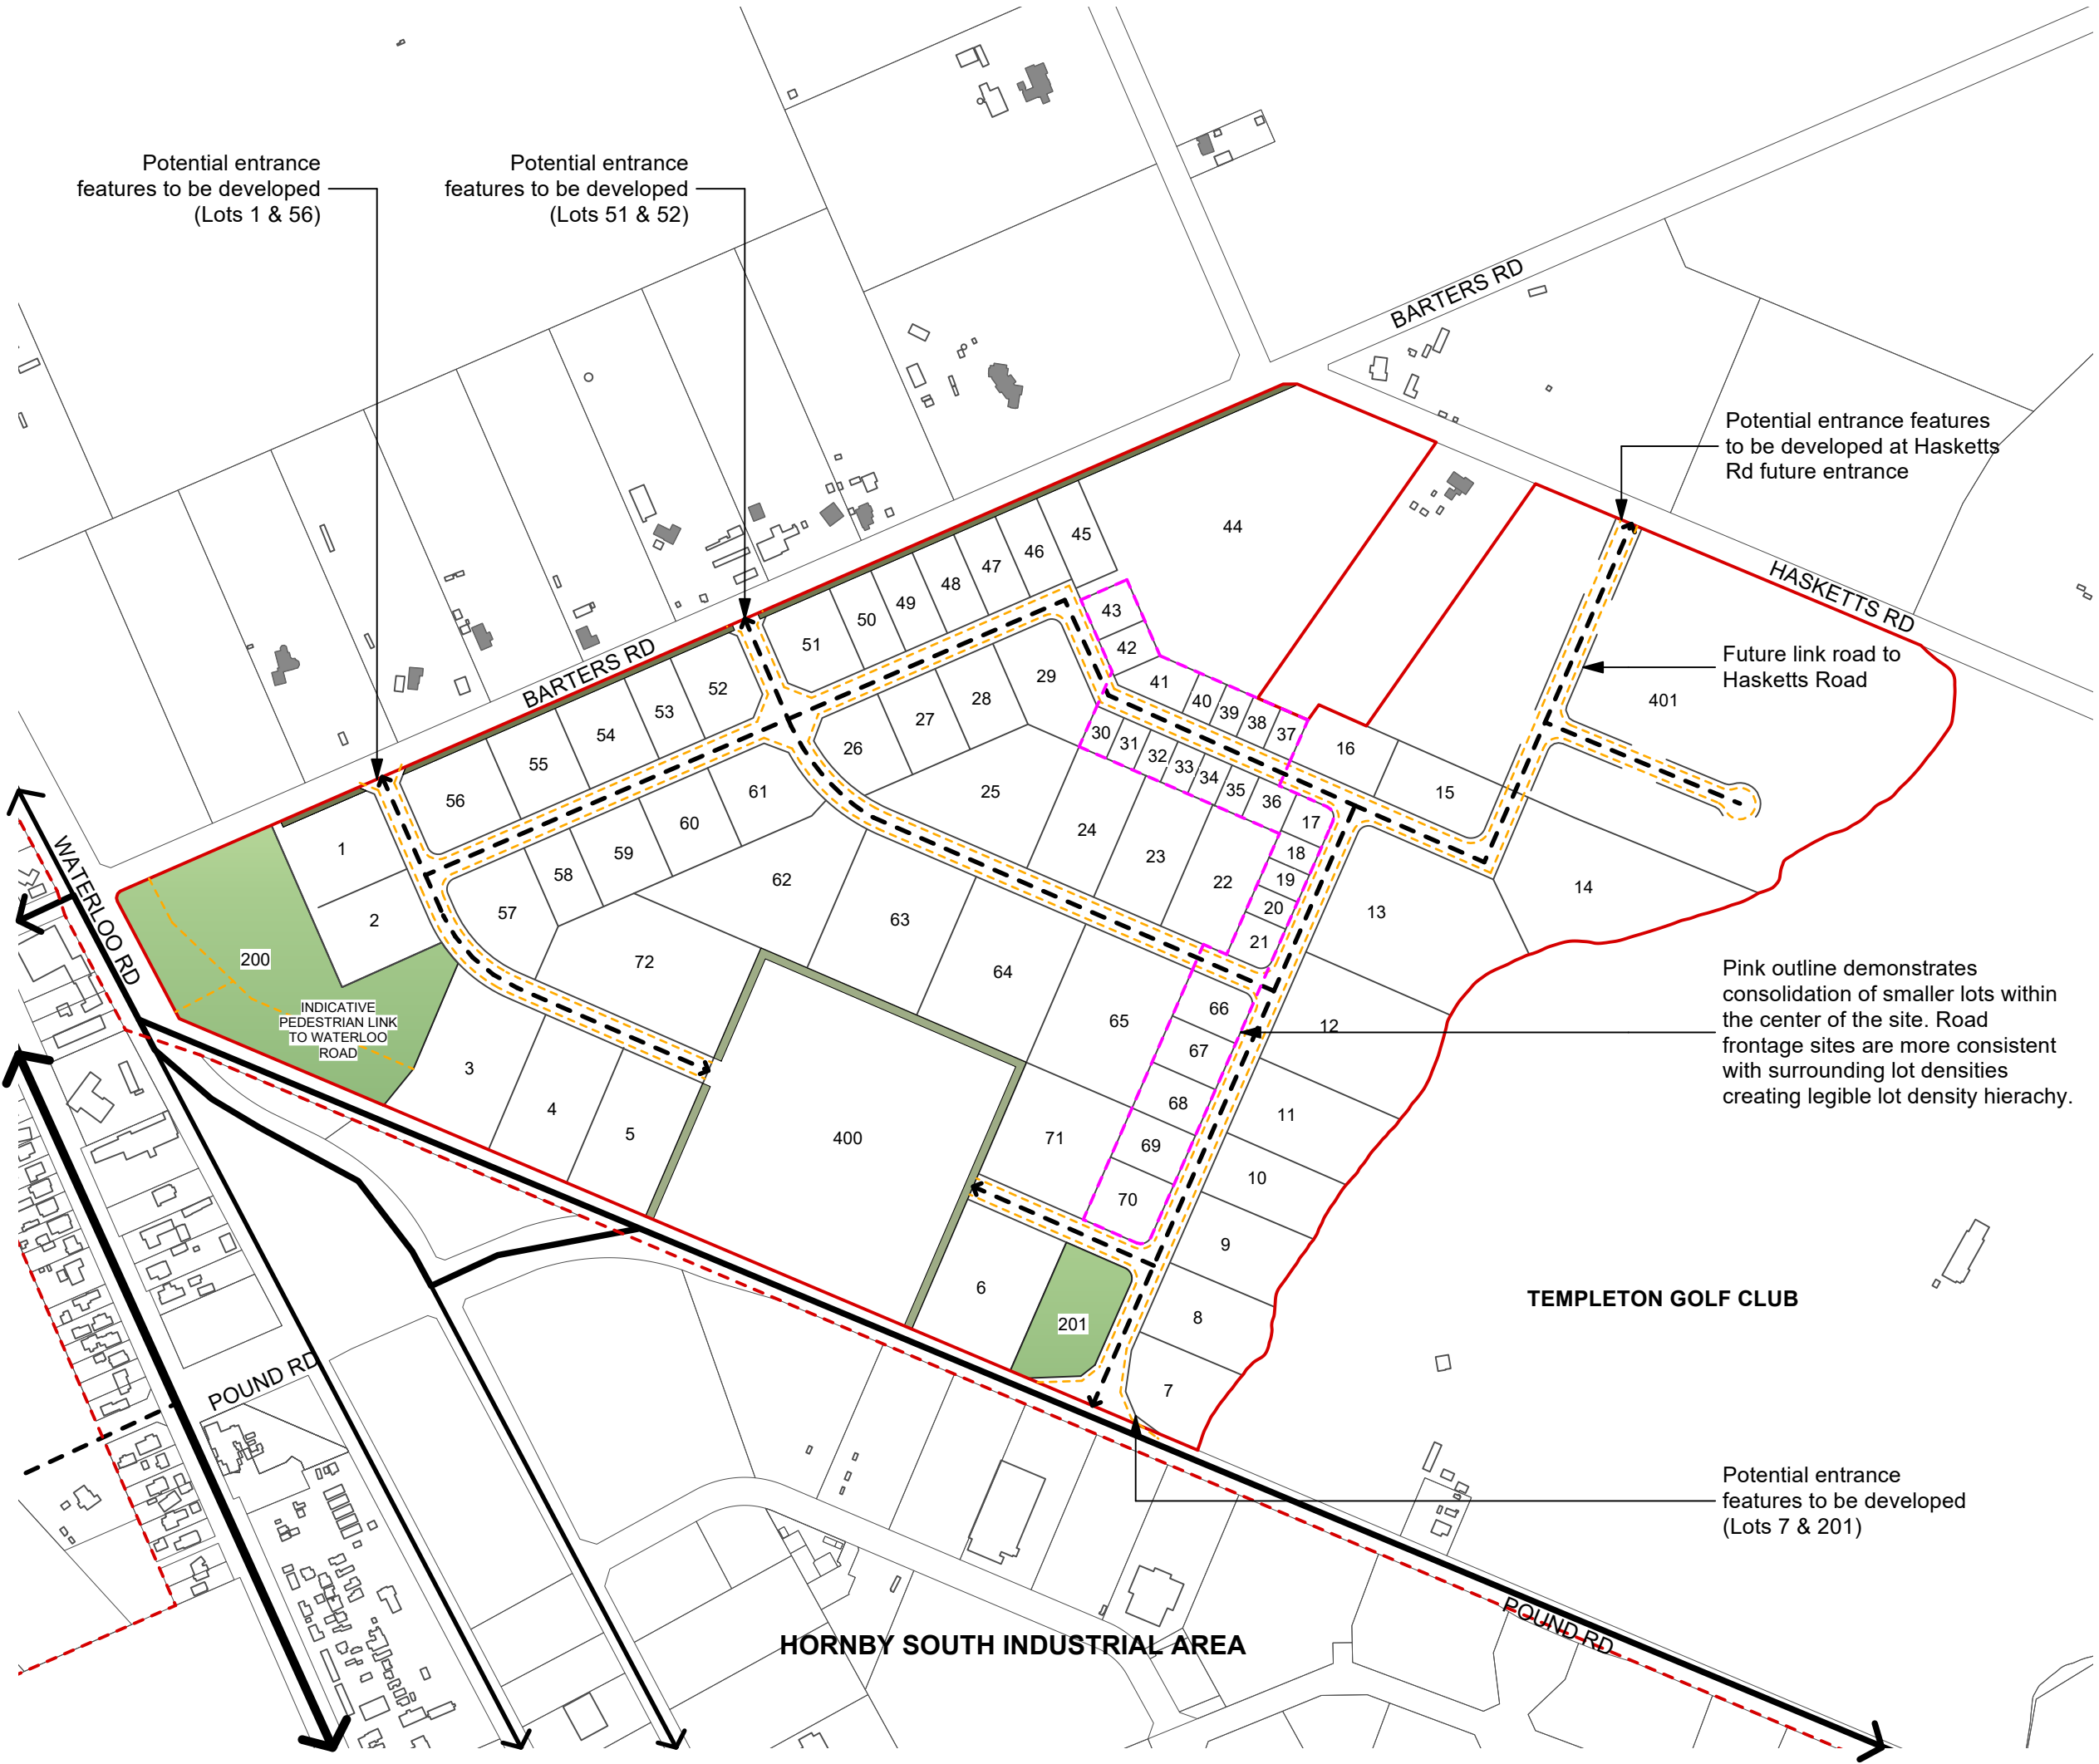 Potential entrance
features to be developed
(Lots 1 & 56)
Potential entrance
features to be developed
(Lots 51 & 52)
BARTERS RD
Potential entrance features
to be developed at Hasketts
Rd future entrance
HASKETTS RD
Future link road to
Hasketts Road
401
44
45
46
47
48
49
50
51
43
42
41
40
39
38
37
BARTERS RD
52
53
54
55
56
29
28
27
26
30
31
32
33
34
35
36
16
15
17
18
19
20
21
14
13
25
24
23
22
61
60
59
58
57
62
63
64
65
72
1
2
WATERLOO RD
200
INDICATIVE
PEDESTRIAN LINK
TO WATERLOO
ROAD
3
4
5
400
71
66
67
68
69
70
12
11
10
9
8
7
6
201
Pink outline demonstrates
consolidation of smaller lots within
the center of the site. Road
frontage sites are more consistent
with surrounding lot densities
creating legible lot density hierachy.
TEMPLETON GOLF CLUB
POUND RD
Potential entrance
features to be developed
(Lots 7 & 201)
HORNBY SOUTH INDUSTRIAL AREA
POUND RD